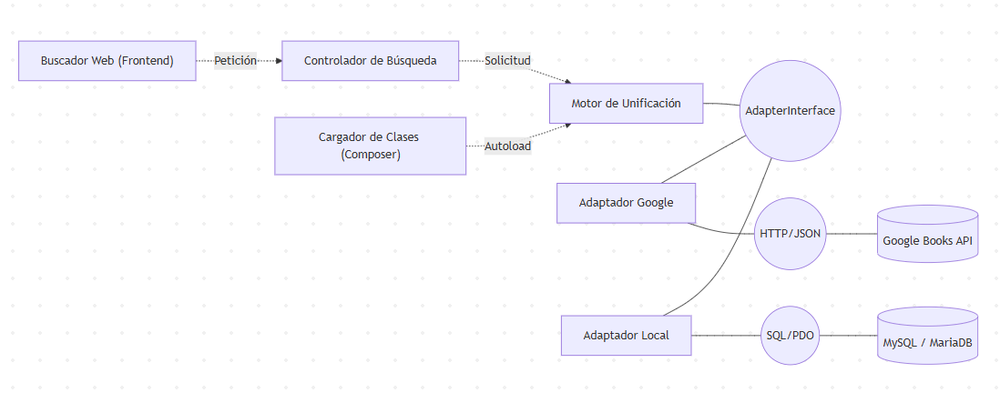 Buscador Web (Frontend)
Petición
Controlador de Búsqueda
Solicitud
Motor de Unificación
AdapterInterface
Cargador de Clases
(Composer)
Autoload
Adaptador Google
HTTP/JSON
Google Books API
Adaptador Local
SQL/PDO
MySQL / MariaDB